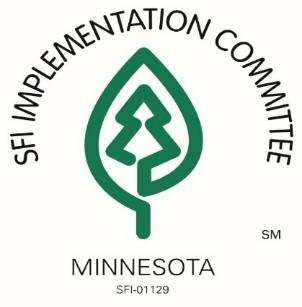 SFI IMPLEMENTATION COMMITTEE
SM
MINNESOTA
SFI-01129